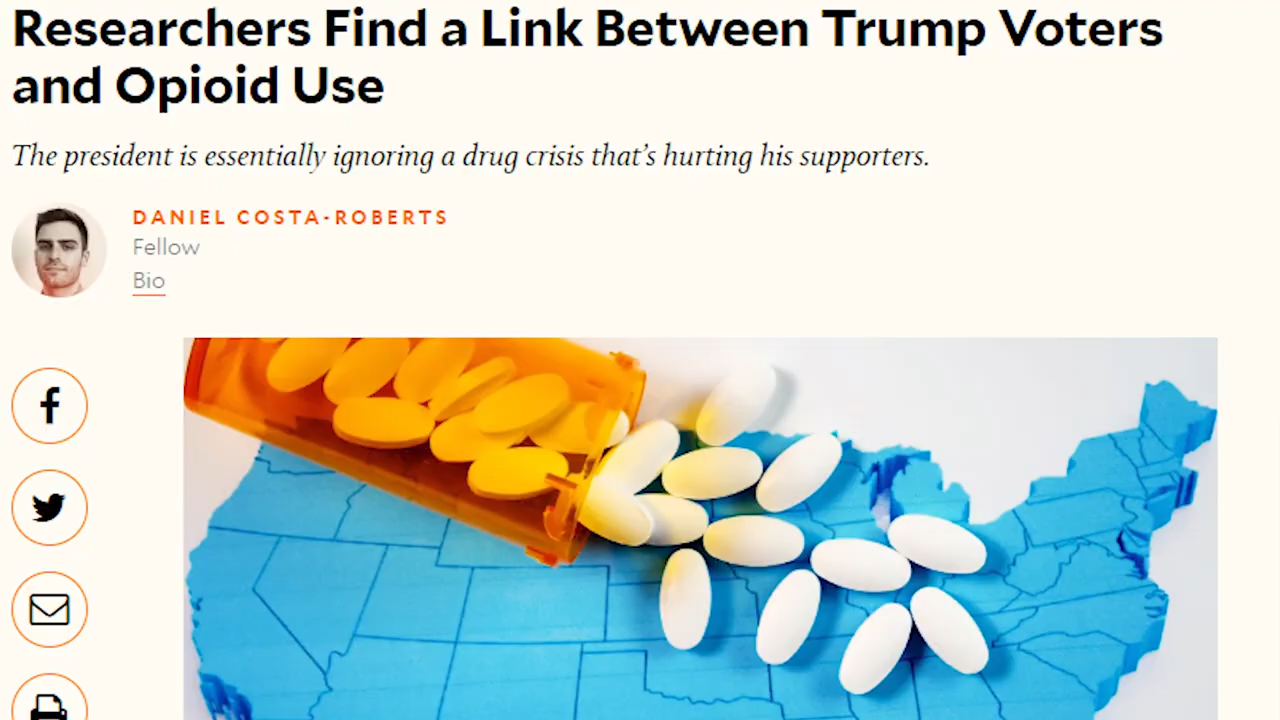 Researchers Find a Link Between Trump Voters
and Opioid Use
The president is essentially ignoring a drug crisis that’s hurting his supporters.
DANIEL COSTA-ROBERTS
Fellow
Bio